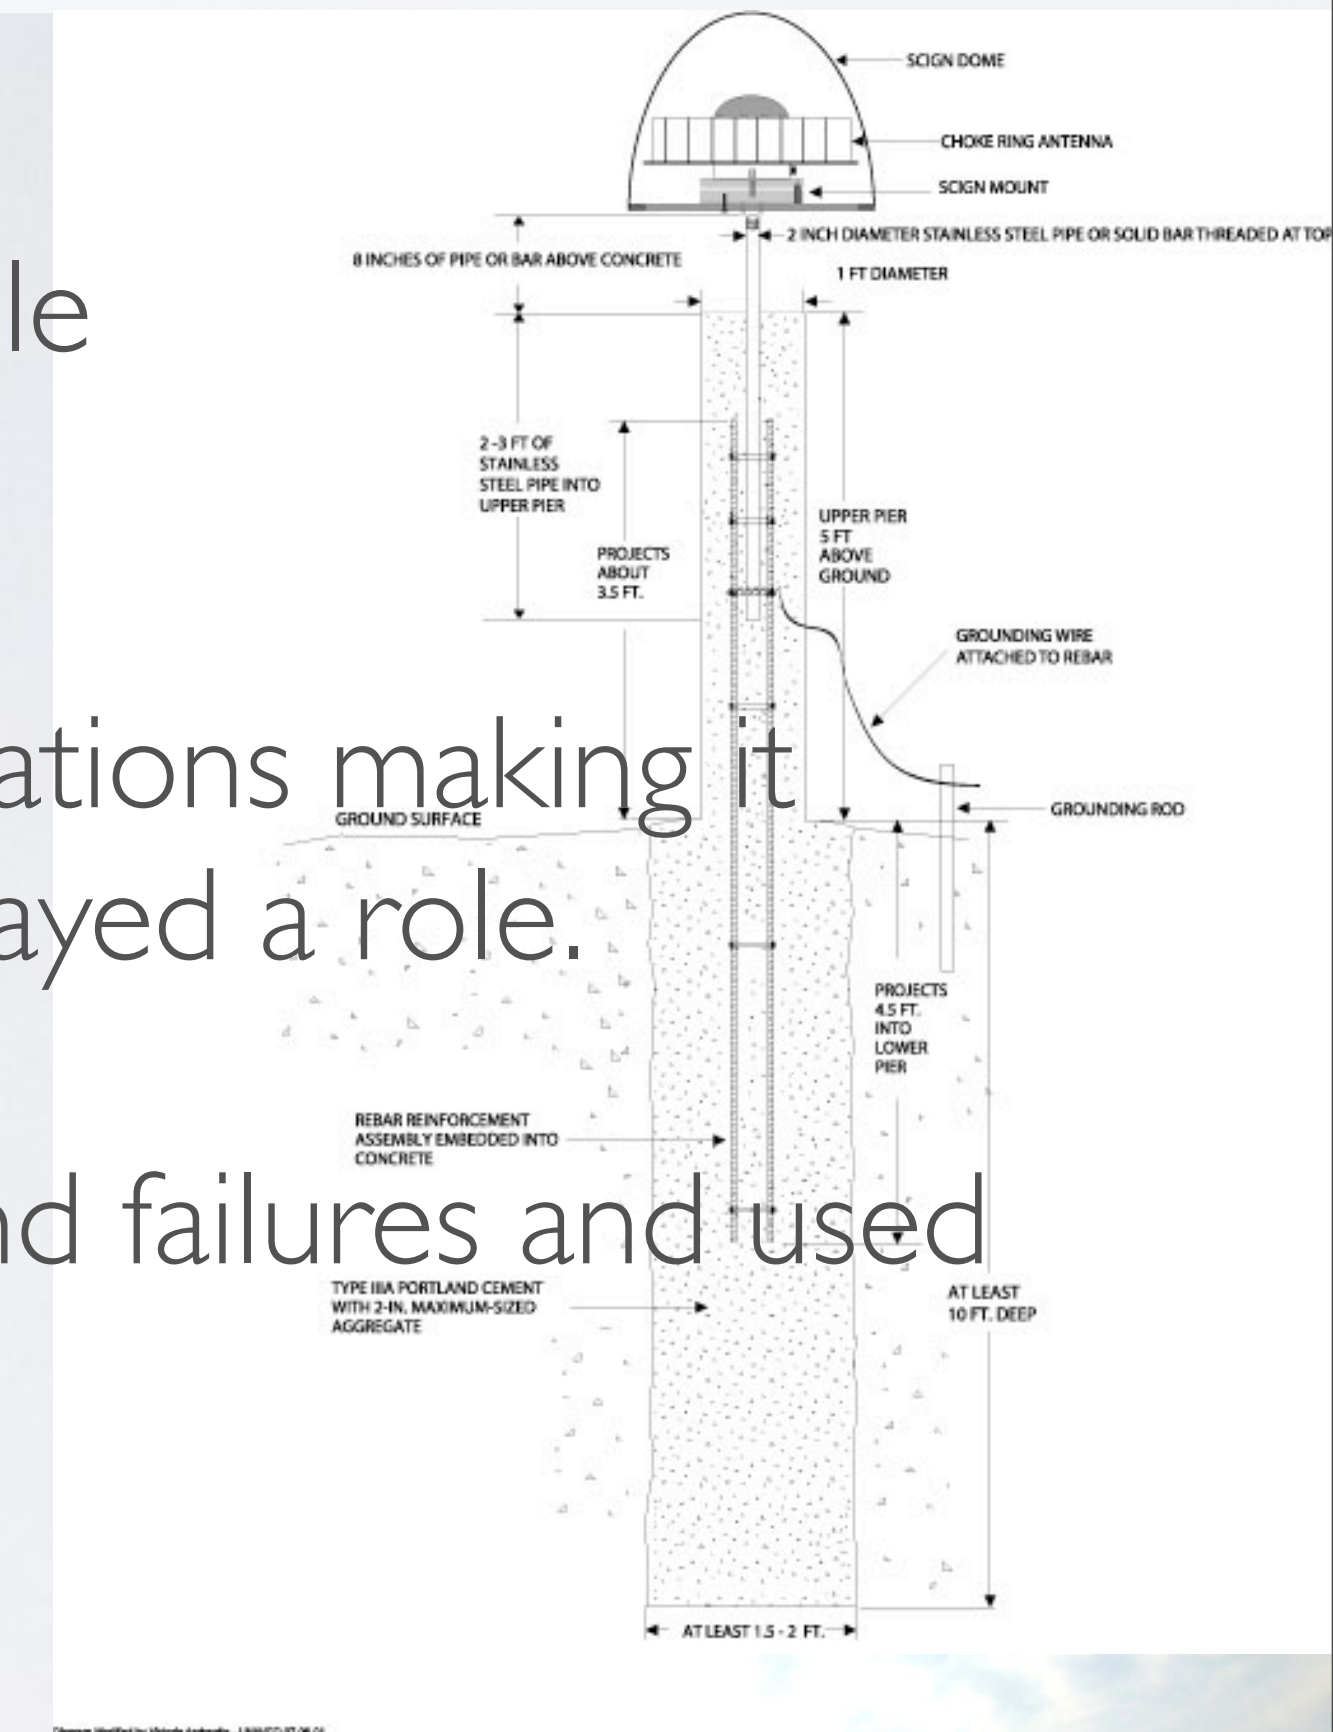 SCIGN DOME
CHOKE RING ANTENNA
SCIGN MOUNT
2 INCH DIAMETER STAINLESS STEEL PIPE OR SOLID BAR THREADED AT TOP
8 INCHES OF PIPE OR BAR ABOVE CONCRETE
1 FT DIAMETER
le
2-3 FT OF
STAINLESS
STEEL PIPE INTO
UPPER PIER
PROJECTS
ABOUT
3.5 FT.
UPPER PIER
5 FT
ABOVE
GROUND
GROUNDING WIRE
ATTACHED TO REBAR
ations making it
GROUND SURFACE
GROUNDING ROD
ayed a role.
PROJECTS
4.5 FT.
INTO
LOWER
PIER
REBAR REINFORCEMENT
ASSEMBLY EMBEDDED INTO
CONCRETE
nd failures and used
TYPE IIIA PORTLAND CEMENT
WITH 2-IN. MAXIMUM-SIZED
AGGREGATE
AT LEAST
10 FT. DEEP
AT LEAST 1.5 - 2 FT.